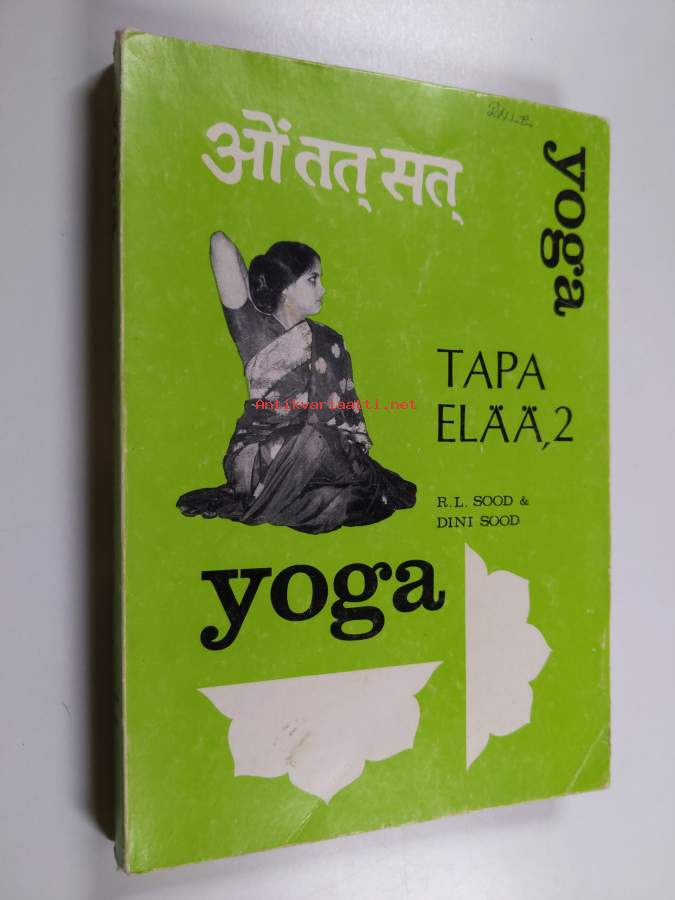 ओं तत् सत्
yoga
TAPA
ELÄÄ, 2
Antikvariaatti.net
R.L. SOOD &
DINI SOOD
yoga